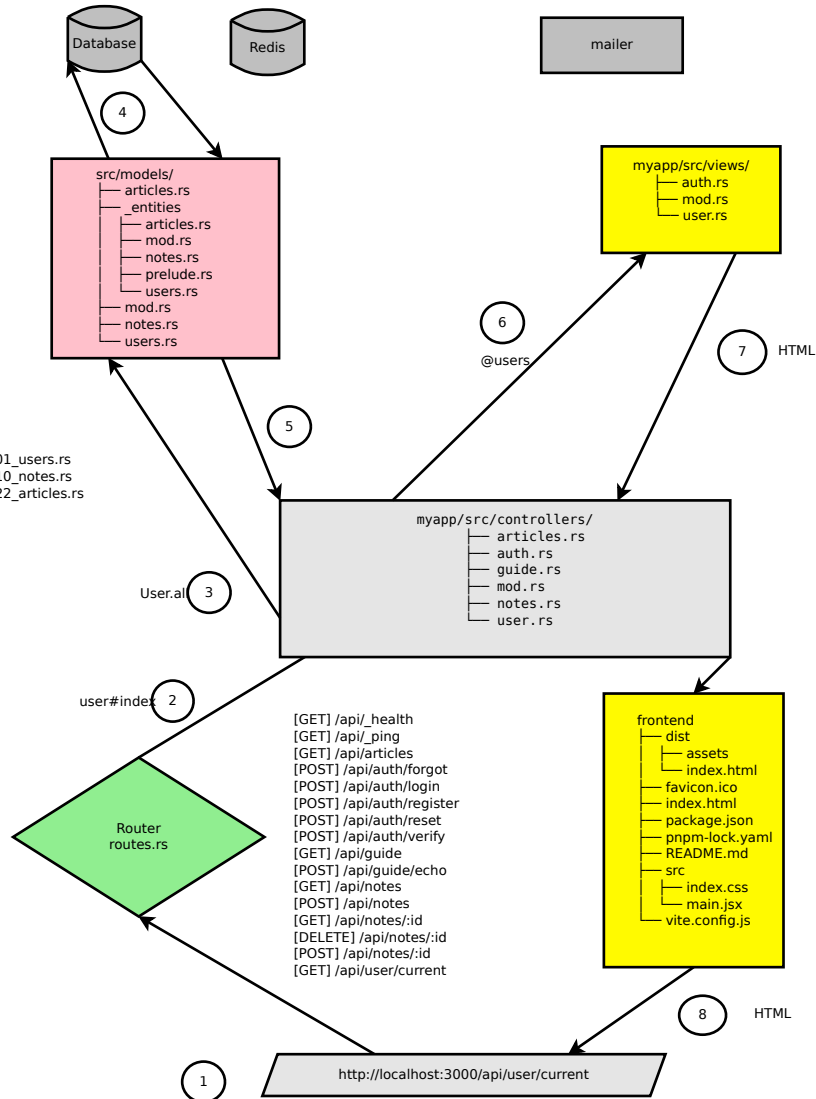 Database
Redis
mailer
4
src/models/
├── articles.rs
├── _entities
│   ├── articles.rs
│   ├── mod.rs
│   ├── notes.rs
│   ├── prelude.rs
│   └── users.rs
├── mod.rs
├── notes.rs
└── users.rs
myapp/src/views/
├── auth.rs
├── mod.rs
└── user.rs
6
@users
7
HTML
5
01_users.rs
10_notes.rs
22_articles.rs
myapp/src/controllers/
├── articles.rs
├── auth.rs
├── guide.rs
├── mod.rs
├── notes.rs
└── user.rs
User.al
3
user#index
2
[GET] /api/_health
[GET] /api/_ping
[GET] /api/articles
[POST] /api/auth/forgot
[POST] /api/auth/login
[POST] /api/auth/register
[POST] /api/auth/reset
[POST] /api/auth/verify
[GET] /api/guide
[POST] /api/guide/echo
[GET] /api/notes
[POST] /api/notes
[GET] /api/notes/:id
[DELETE] /api/notes/:id
[POST] /api/notes/:id
[GET] /api/user/current
Router
routes.rs
frontend
├── dist
│   ├── assets
│   └── index.html
├── favicon.ico
├── index.html
├── package.json
├── pnpm-lock.yaml
├── README.md
├── src
│   ├── index.css
│   └── main.jsx
└── vite.config.js
8
HTML
1
http://localhost:3000/api/user/current